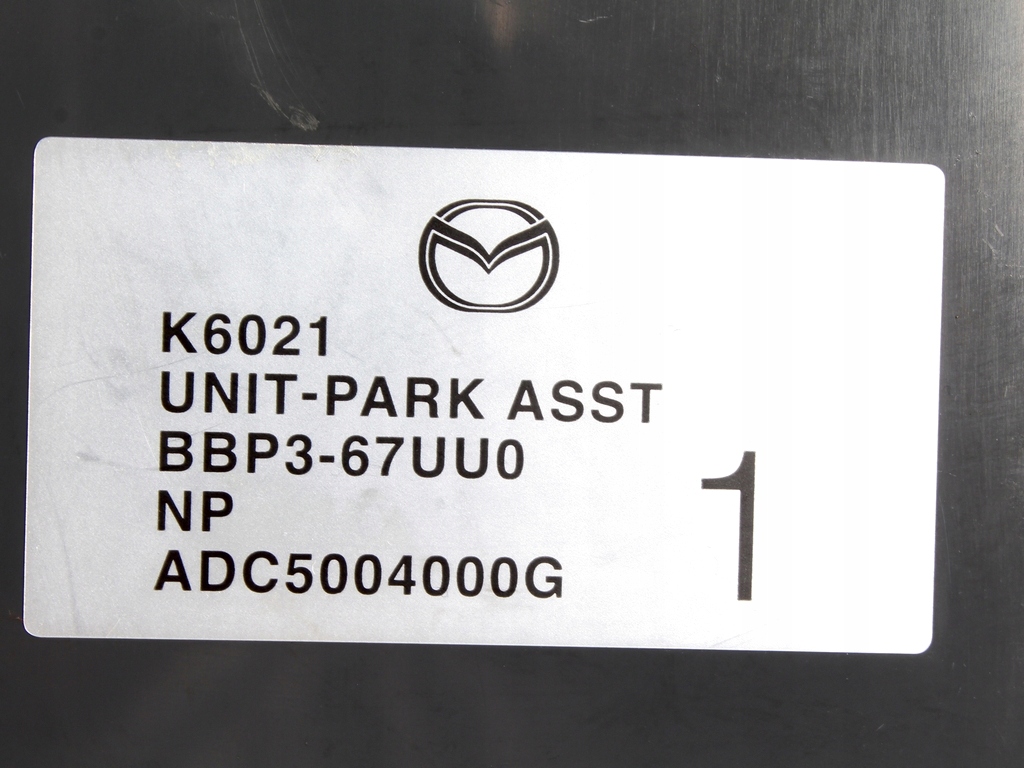 K6021
UNIT-PARK ASST
BBP3-67UU0
NP
ADC5004000G
1